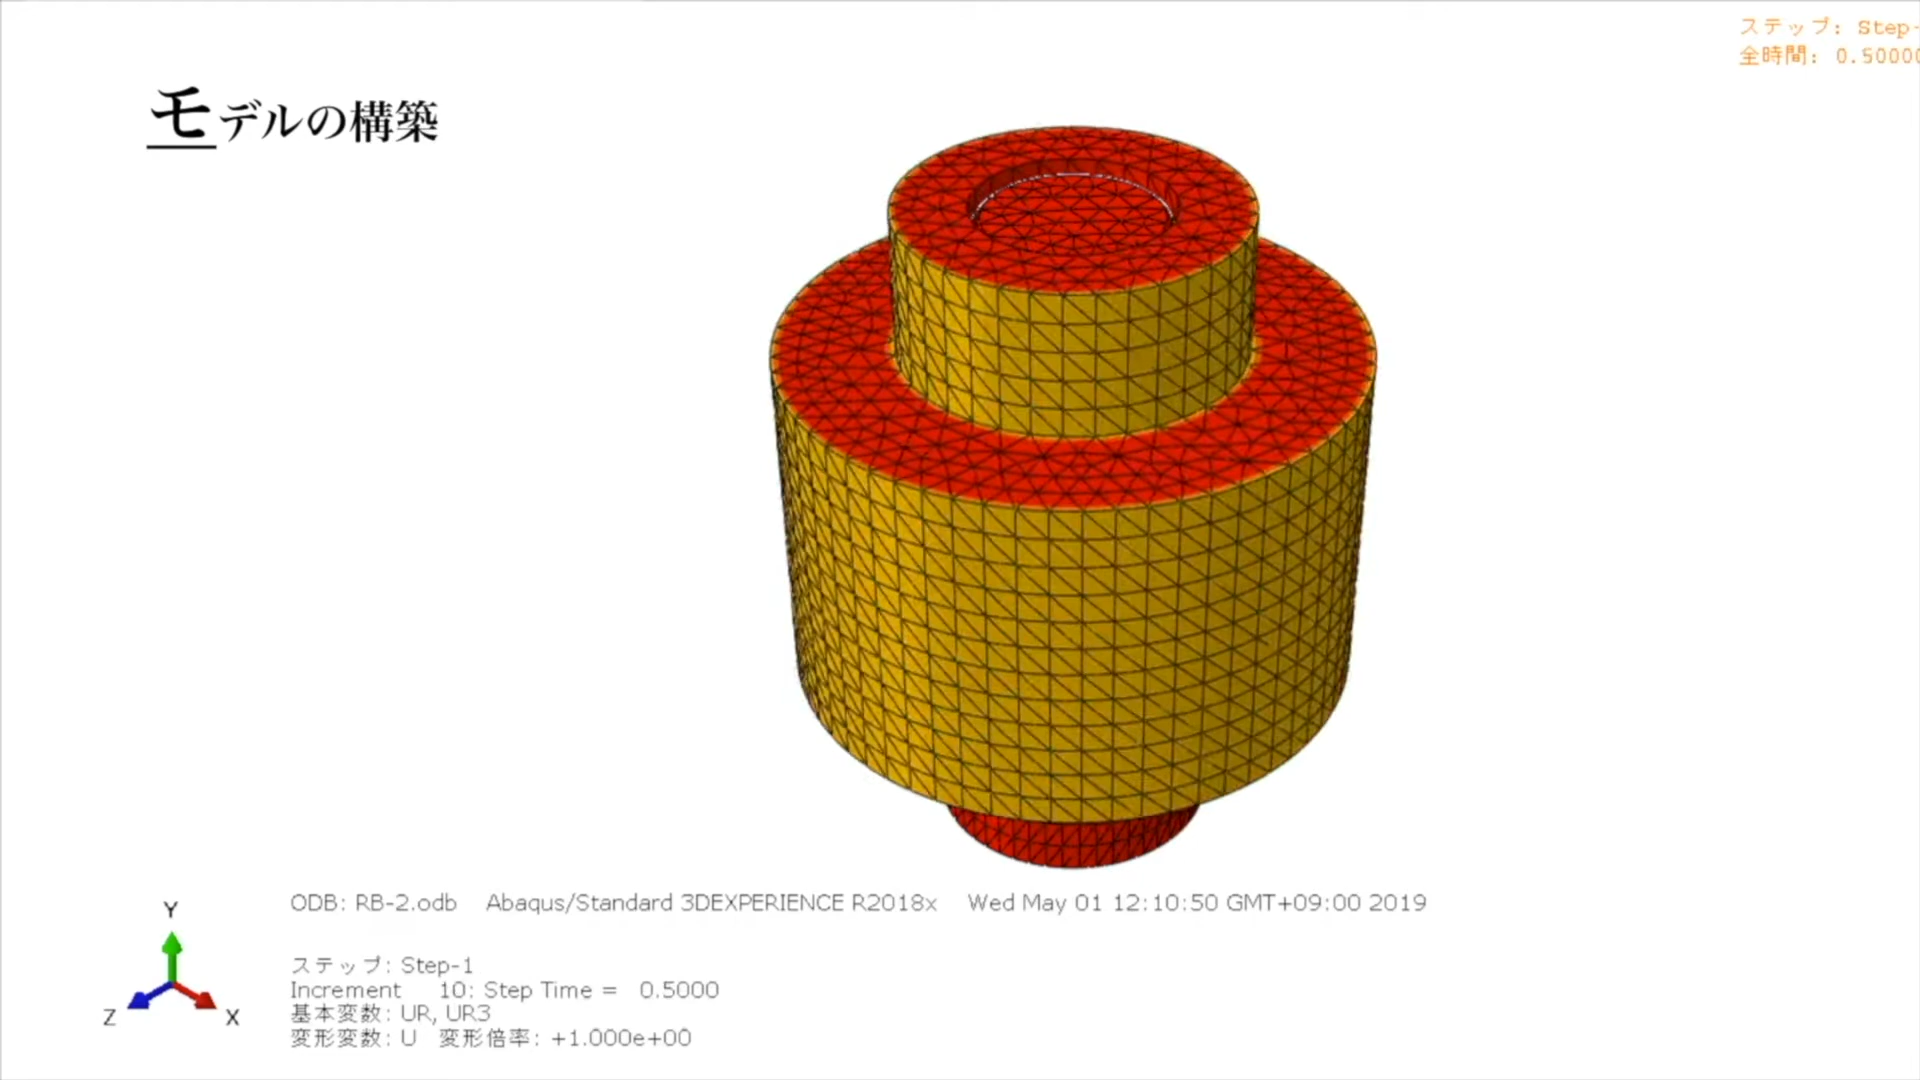 ステップ: Step-
全時間: 0.50000
モデルの構築
ODB: RB-2.odb Abaqus/Standard 3DEXPERIENCE R2018x Wed May 01 12:10:50 GMT+09:00 2019
Y
Z
X
ステップ: Step-1
Increment 10: Step Time = 0.5000
基本変数: UR, UR3
変形変数: U 変形倍率: +1.000e+00